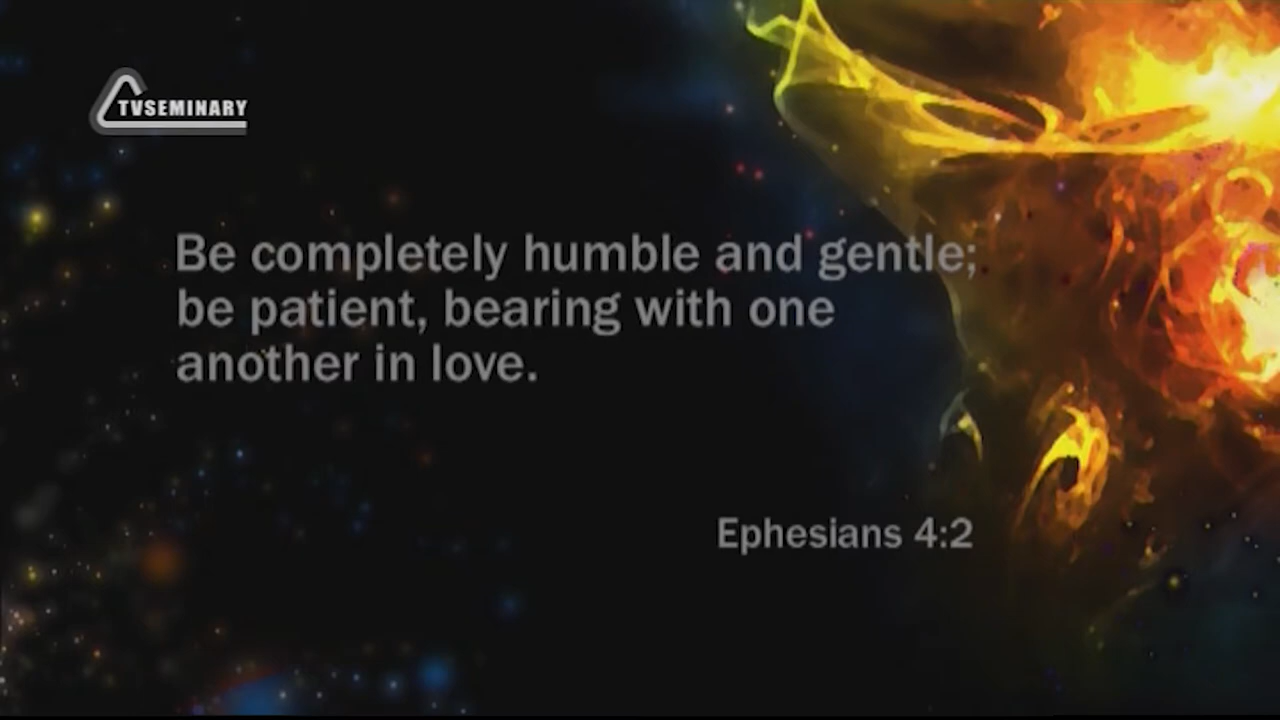 TVSEMINARY
Be completely humble and gentle;
be patient, bearing with one
another in love.
Ephesians 4:2